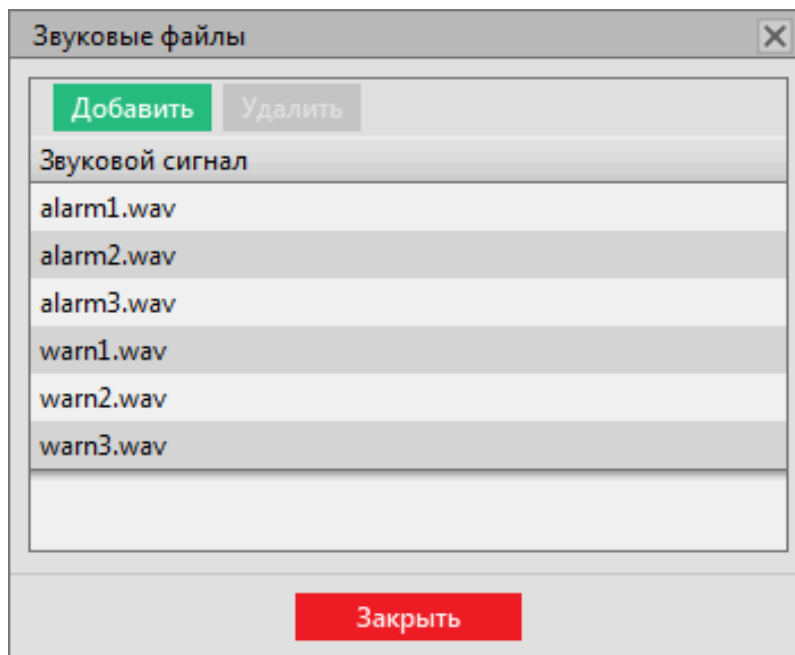 Звуковые файлы
Добавить Удалить
Звуковой сигнал
alarm1.wav
alarm2.wav
alarm3.wav
warn1.wav
warn2.wav
warn3.wav
Закрыть